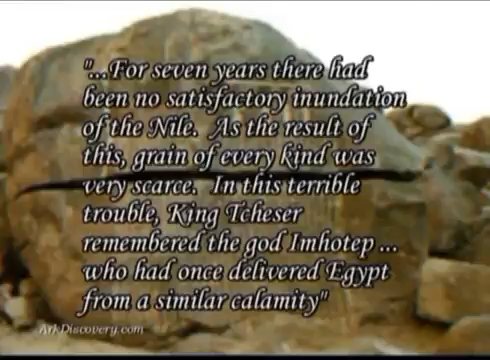 "...For seven years there had
been no satisfactory inundation
of the Nile. As the result of
this, grain of every kind was
very scarce. In this terrible
trouble, King Tcheser
remembered the god Imhotep ...
who had once delivered Egypt
from a similar calamity"
ArkDiscovery.com